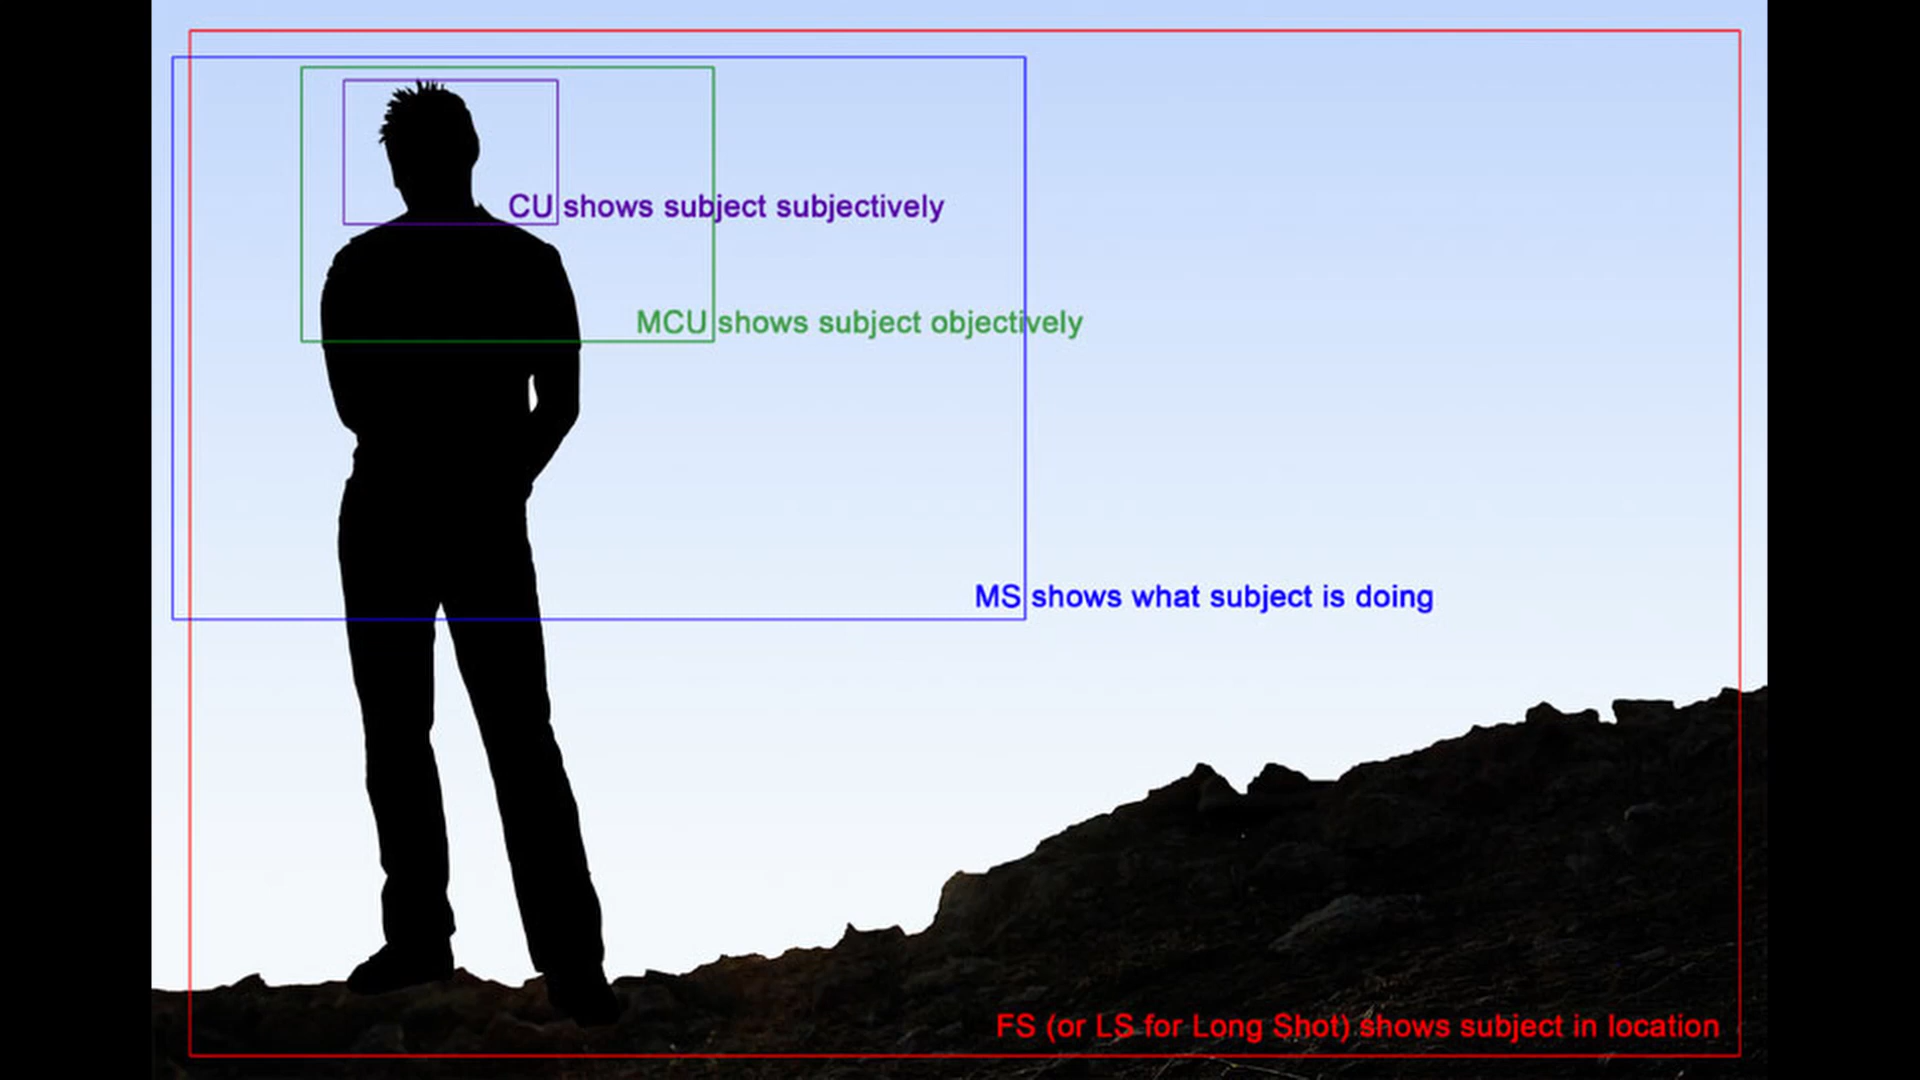 CU shows subject subjectively
MCU shows subject objectively
MS shows what subject is doing
FS (or LS for Long Shot) shows subject in location